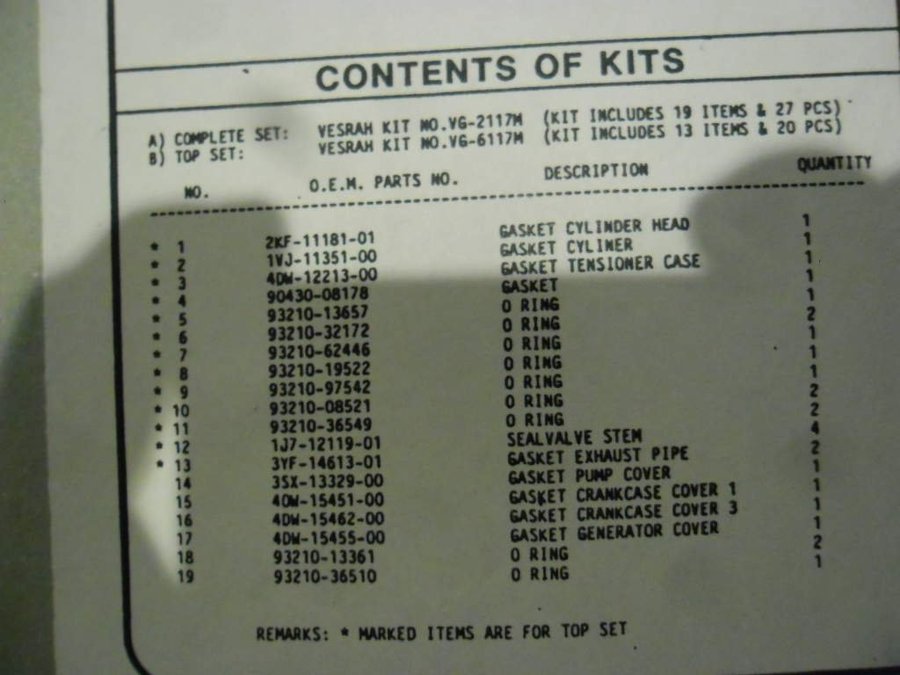 CONTENTS OF KITS
A) COMPLETE SET: VESRAH KIT NO.VG-2117M (KIT INCLUDES 19 ITEMS & 27 PCS)
B) TOP SET: VESRAH KIT NO.VG-6117M (KIT INCLUDES 13 ITEMS & 20 PCS)
NO. O.E.M. PARTS NO. DESCRIPTION QUANTITY
* 1 2KF-11181-01 GASKET CYLINDER HEAD 1
* 2 1VJ-11351-00 GASKET CYLINER 1
* 3 4DW-12213-00 GASKET TENSIONER CASE 1
* 4 90430-08178 GASKET 1
* 5 93210-13657 O RING 1
* 6 93210-32172 O RING 2
* 7 93210-62446 O RING 1
* 8 93210-19522 O RING 1
* 9 93210-97542 O RING 1
* 10 93210-08521 O RING 2
* 11 93210-36549 O RING 2
* 12 1J7-12119-01 SEALVALVE STEM 4
* 13 3YF-14613-01 GASKET EXHAUST PIPE 2
14 3SX-13329-00 GASKET PUMP COVER 1
15 4DW-15451-00 GASKET CRANKCASE COVER 1 1
16 4DW-15462-00 GASKET CRANKCASE COVER 3 1
17 4DW-15455-00 GASKET GENERATOR COVER 1
18 93210-13361 O RING 2
19 93210-36510 O RING 1
REMARKS: * MARKED ITEMS ARE FOR TOP SET